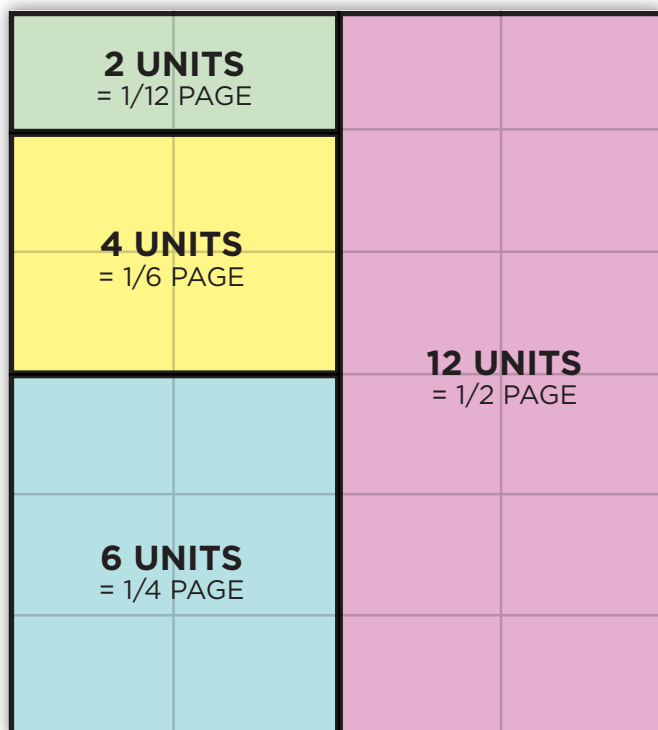 2 UNITS
= 1/12 PAGE
4 UNITS
= 1/6 PAGE
12 UNITS
= 1/2 PAGE
6 UNITS
= 1/4 PAGE